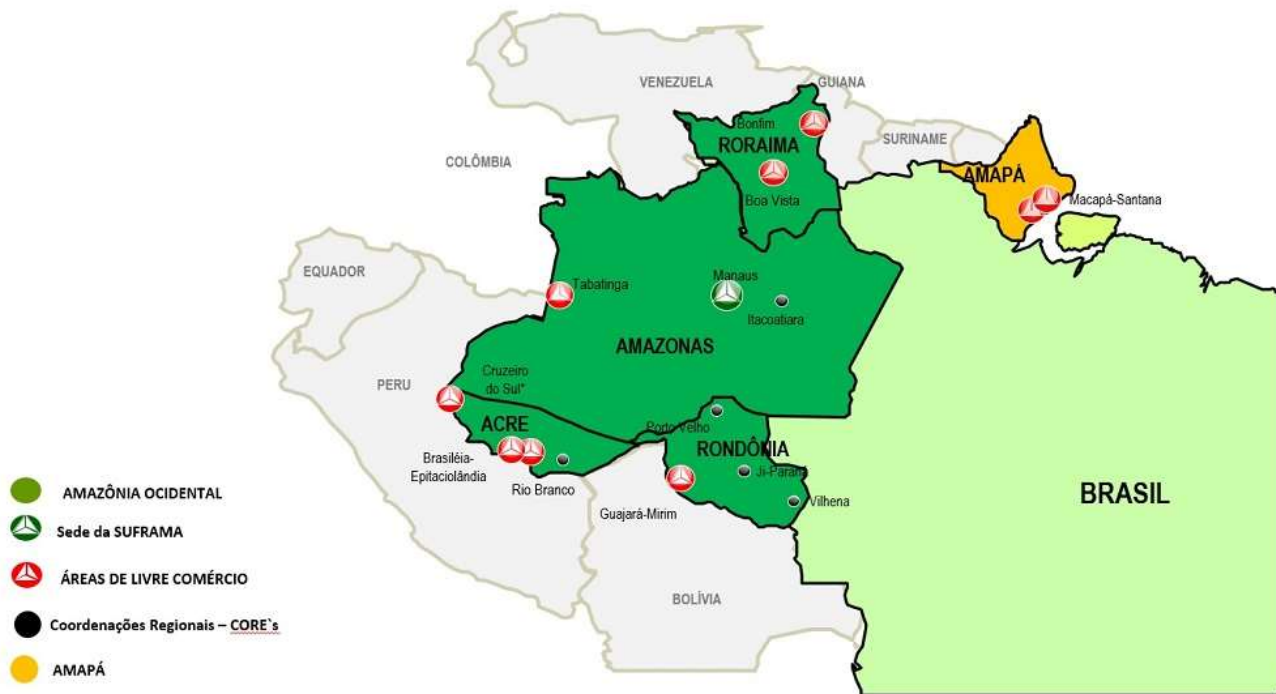 VENEZUELA
GUIANA
Bonfim
RORAIMA
SURINAME
COLÔMBIA
AMAPÁ
Boa Vista
Macapá-Santana
EQUADOR
Tabatinga
Manaus
Itacoatiara
AMAZONAS
Cruzeiro
do Sul*
PERU
ACRE
Porto Velho
RONDÔNIA
Brasiléia-
Epitaciolândia
Ji-Paraná
Rio Branco
BRASIL
Vilhena
Guajará-Mirim
BOLÍVIA
AMAZÔNIA OCIDENTAL
Sede da SUFRAMA
ÁREAS DE LIVRE COMÉRCIO
Coordenações Regionais – CORE`s
AMAPÁ